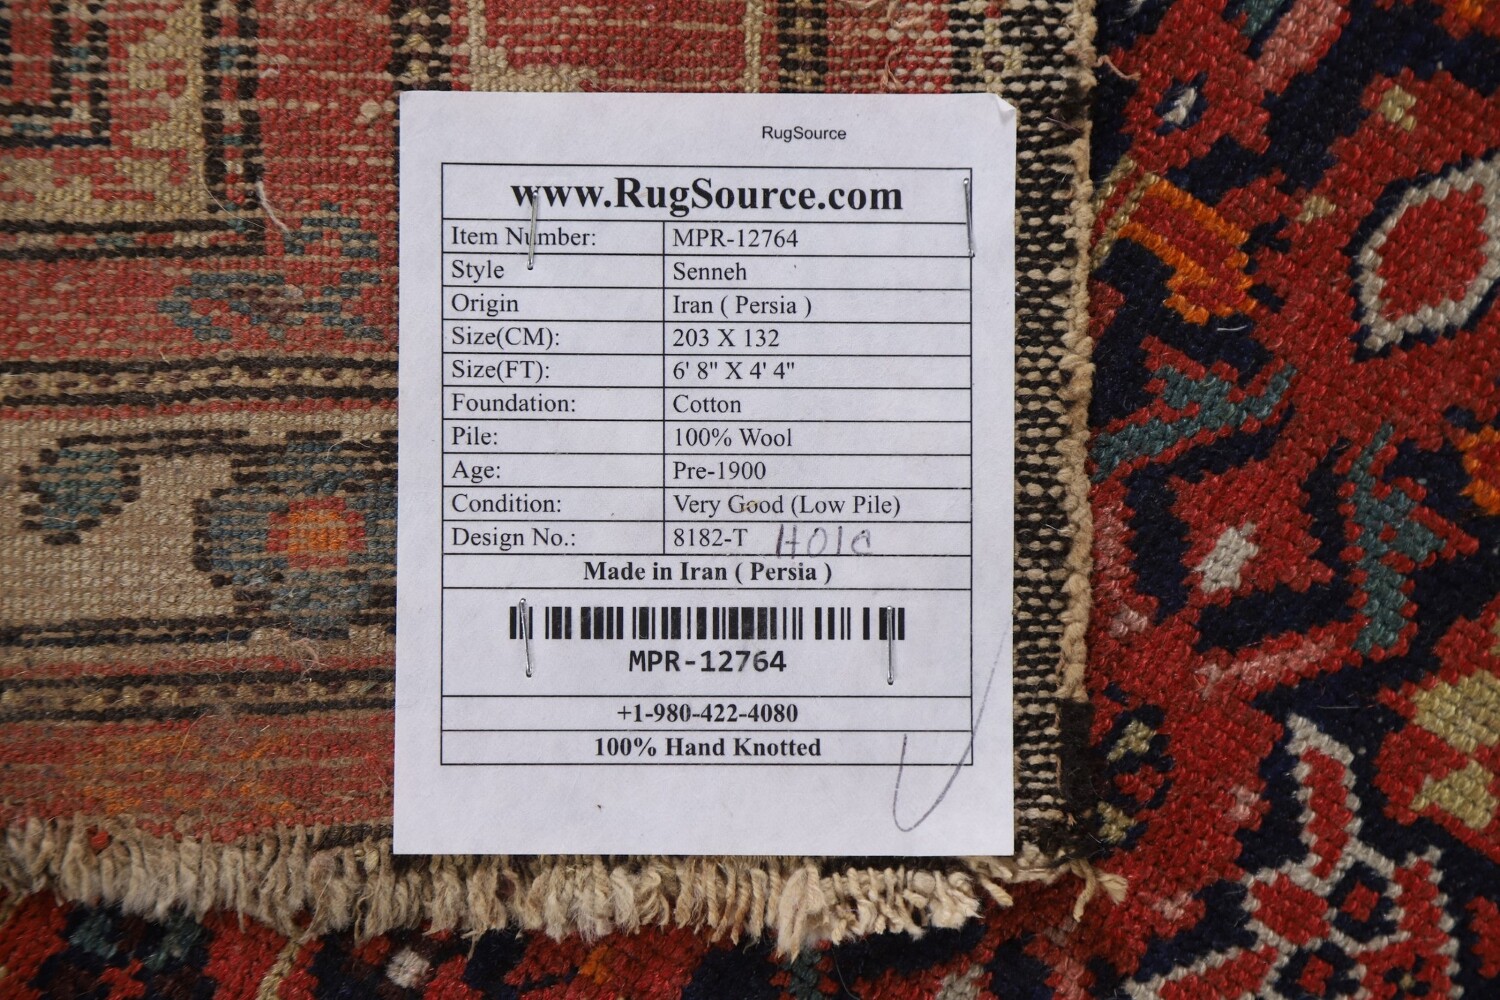 RugSource
www.RugSource.com
Item Number: MPR-12764
Style Senneh
Origin Iran ( Persia )
Size(CM): 203 X 132
Size(FT): 6' 8" X 4' 4"
Foundation: Cotton
Pile: 100% Wool
Age: Pre-1900
Condition: Very Good (Low Pile)
Design No.: 8182-T
Made in Iran ( Persia )
MPR-12764
+1-980-422-4080
100% Hand Knotted